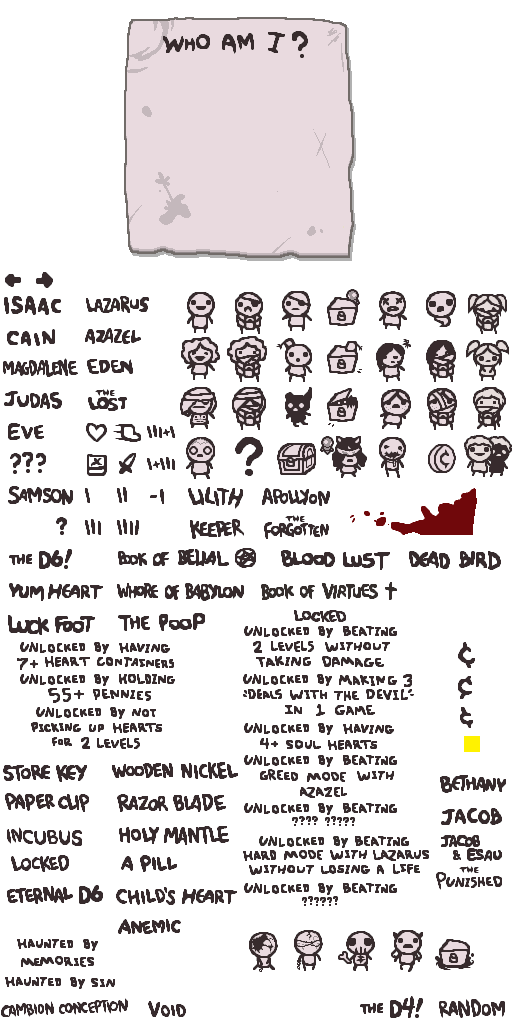 WHO AM I?
ISAAC LAZARUS
CAIN AZAZEL
MAGDALENE EDEN
JUDAS THE LOST
EVE III+I
??? I+III
SAMSON I II -I LILITH APOLLYON
? III IIII KEEPER THE FORGOTTEN
THE D6! BOOK OF BELIAL BLOOD LUST DEAD BIRD
YUM HEART WHORE OF BABYLON BOOK OF VIRTUES
LUCK FOOT THE POOP
UNLOCKED BY HAVING
7+ HEART CONTAINERS
UNLOCKED BY HOLDING
55+ PENNIES
UNLOCKED BY NOT
PICKING UP HEARTS
FOR 2 LEVELS
LOCKED
UNLOCKED BY BEATING
2 LEVELS WITHOUT
TAKING DAMAGE
UNLOCKED BY MAKING 3
"DEALS WITH THE DEVIL"
IN 1 GAME
UNLOCKED BY HAVING
4+ SOUL HEARTS
UNLOCKED BY BEATING
GREED MODE WITH
AZAZEL
UNLOCKED BY BEATING
???? ?????
UNLOCKED BY BEATING
HARD MODE WITH LAZARUS
WITHOUT LOSING A LIFE
UNLOCKED BY BEATING
??????
¢
¢
¢
STORE KEY WOODEN NICKEL
PAPER CLIP RAZOR BLADE
INCUBUS HOLY MANTLE
LOCKED A PILL
ETERNAL D6 CHILD'S HEART
ANEMIC
BETHANY
JACOB
JACOB
& ESAU
THE
PUNISHED
HAUNTED BY
MEMORIES
HAUNTED BY SIN
CAMBION CONCEPTION VOID THE D4! RANDOM